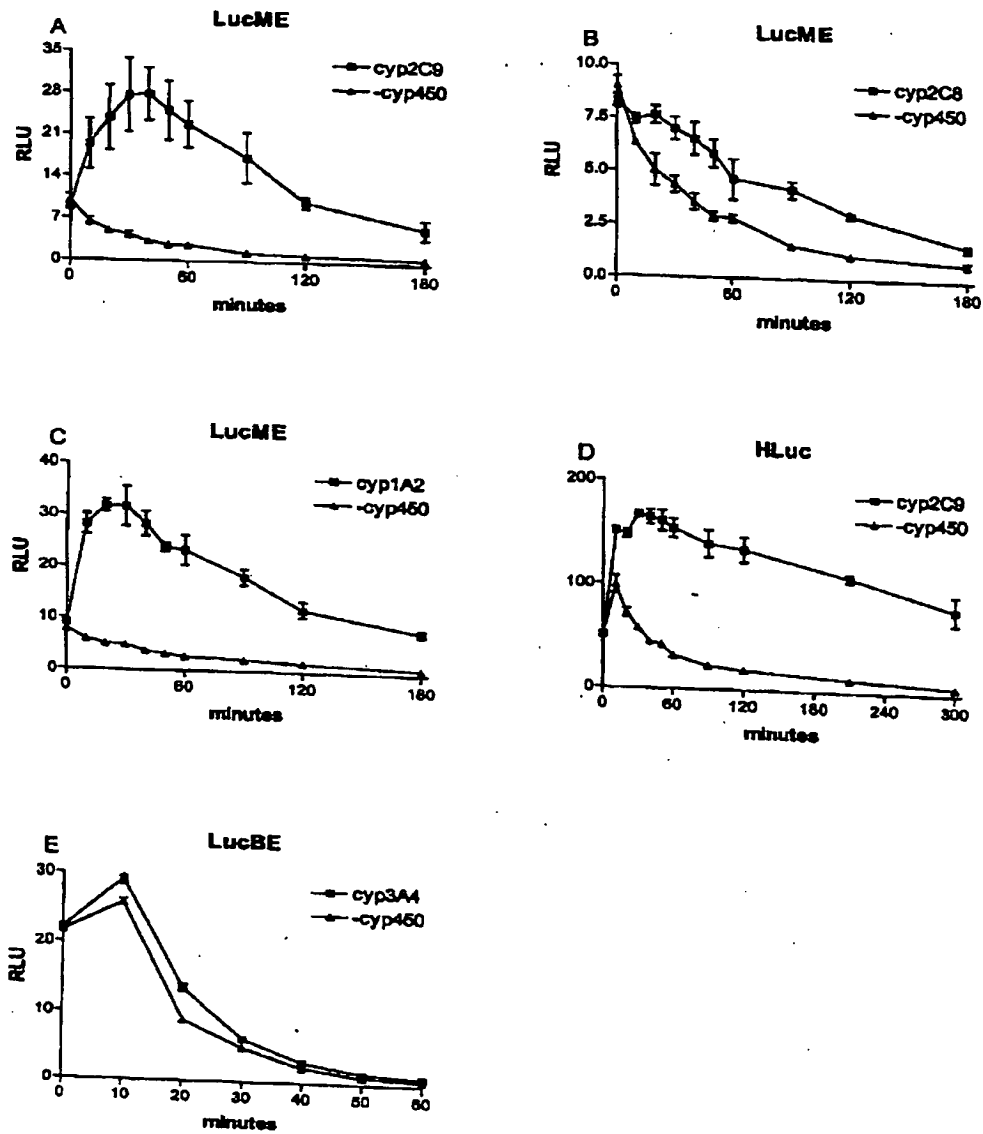 A
LucME
35
28
21
14
7
0
RLU
cyp2C9
-cyp450
0 60 120 180
minutes
B
LucME
10.0
7.5
5.0
2.5
0.0
RLU
cyp2C8
-cyp450
0 60 120 180
minutes
C
LucME
40
30
20
10
0
RLU
cyp1A2
-cyp450
0 60 120 180
minutes
D
HLuc
200
100
0
RLU
cyp2C9
-cyp450
0 60 120 180 240 300
minutes
E
LucBE
30
20
10
0
RLU
cyp3A4
-cyp450
0 10 20 30 40 50 60
minutes